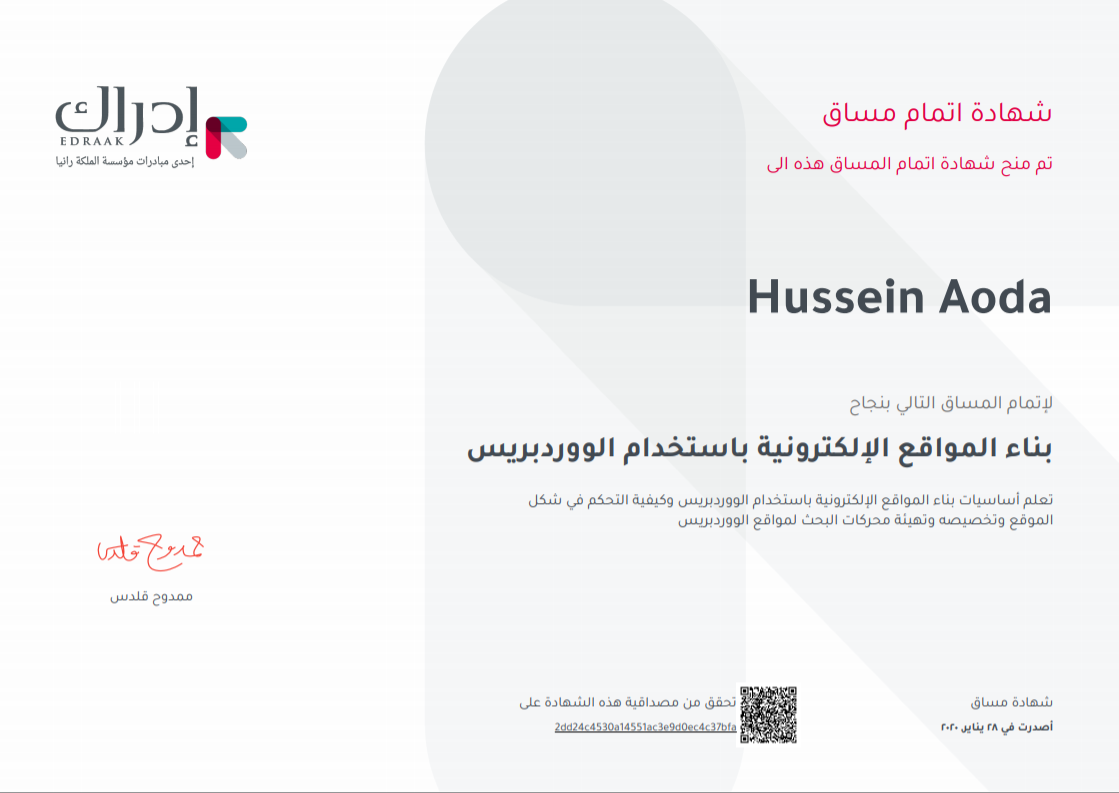 إدراك
EDRAAK
إحدى مبادرات مؤسسة الملكة رانيا
شهادة اتمام مساق
تم منح شهادة اتمام المساق هذه الى
Hussein Aoda
لإتمام المساق التالي بنجاح
بناء المواقع الإلكترونية باستخدام الووردبريس
تعلم أساسيات بناء المواقع الإلكترونية باستخدام الووردبريس وكيفية التحكم في شكل
الموقع وتخصيصه وتهيئة محركات البحث لمواقع الووردبريس
ممدوح قلدس
ممدوح قلدس
شهادة مساق
أصدرت في ٢٨ يناير, ٢٠٢٠
تحقق من مصداقية هذه الشهادة على
2dd24c4530a14551ac3e9d0ec4c37bfa